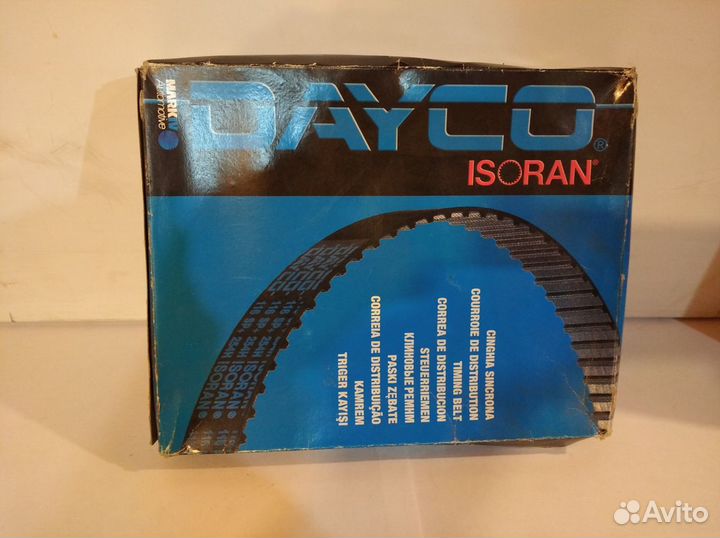 DAYCO®
ISORAN®
MARK IV
Automotive
CINGHIA SINCRONA
COURROIE DE DISTRIBUTION
TIMING BELT
CORREA DE DISTRIBUCION
STEUERRIEMEN
КЛИНОВЫЕ РЕМНИ
PASKI ZĘBATE
CORREIA DE DISTRIBUIÇÃO
KAMREM
TRIGER KAYIŞI
ISORAN
Avito